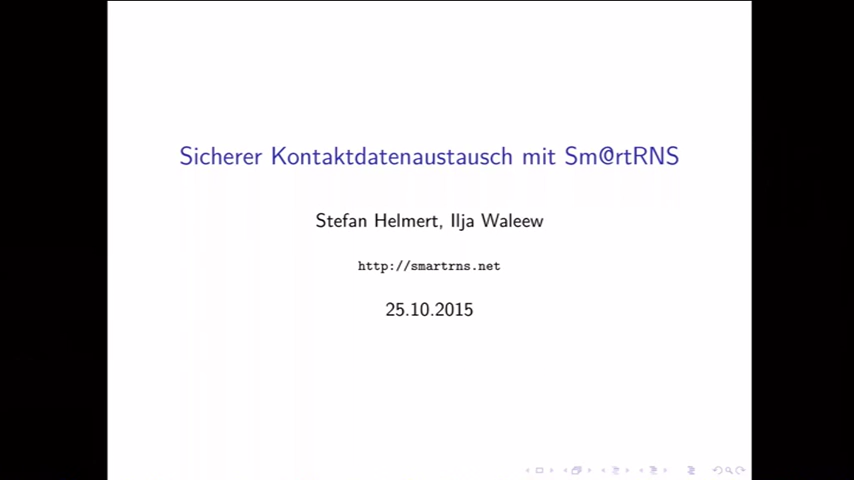 Sicherer Kontaktdatenaustausch mit Sm@rtRNS
Stefan Helmert, Ilja Waleew
http://smartrns.net
25.10.2015